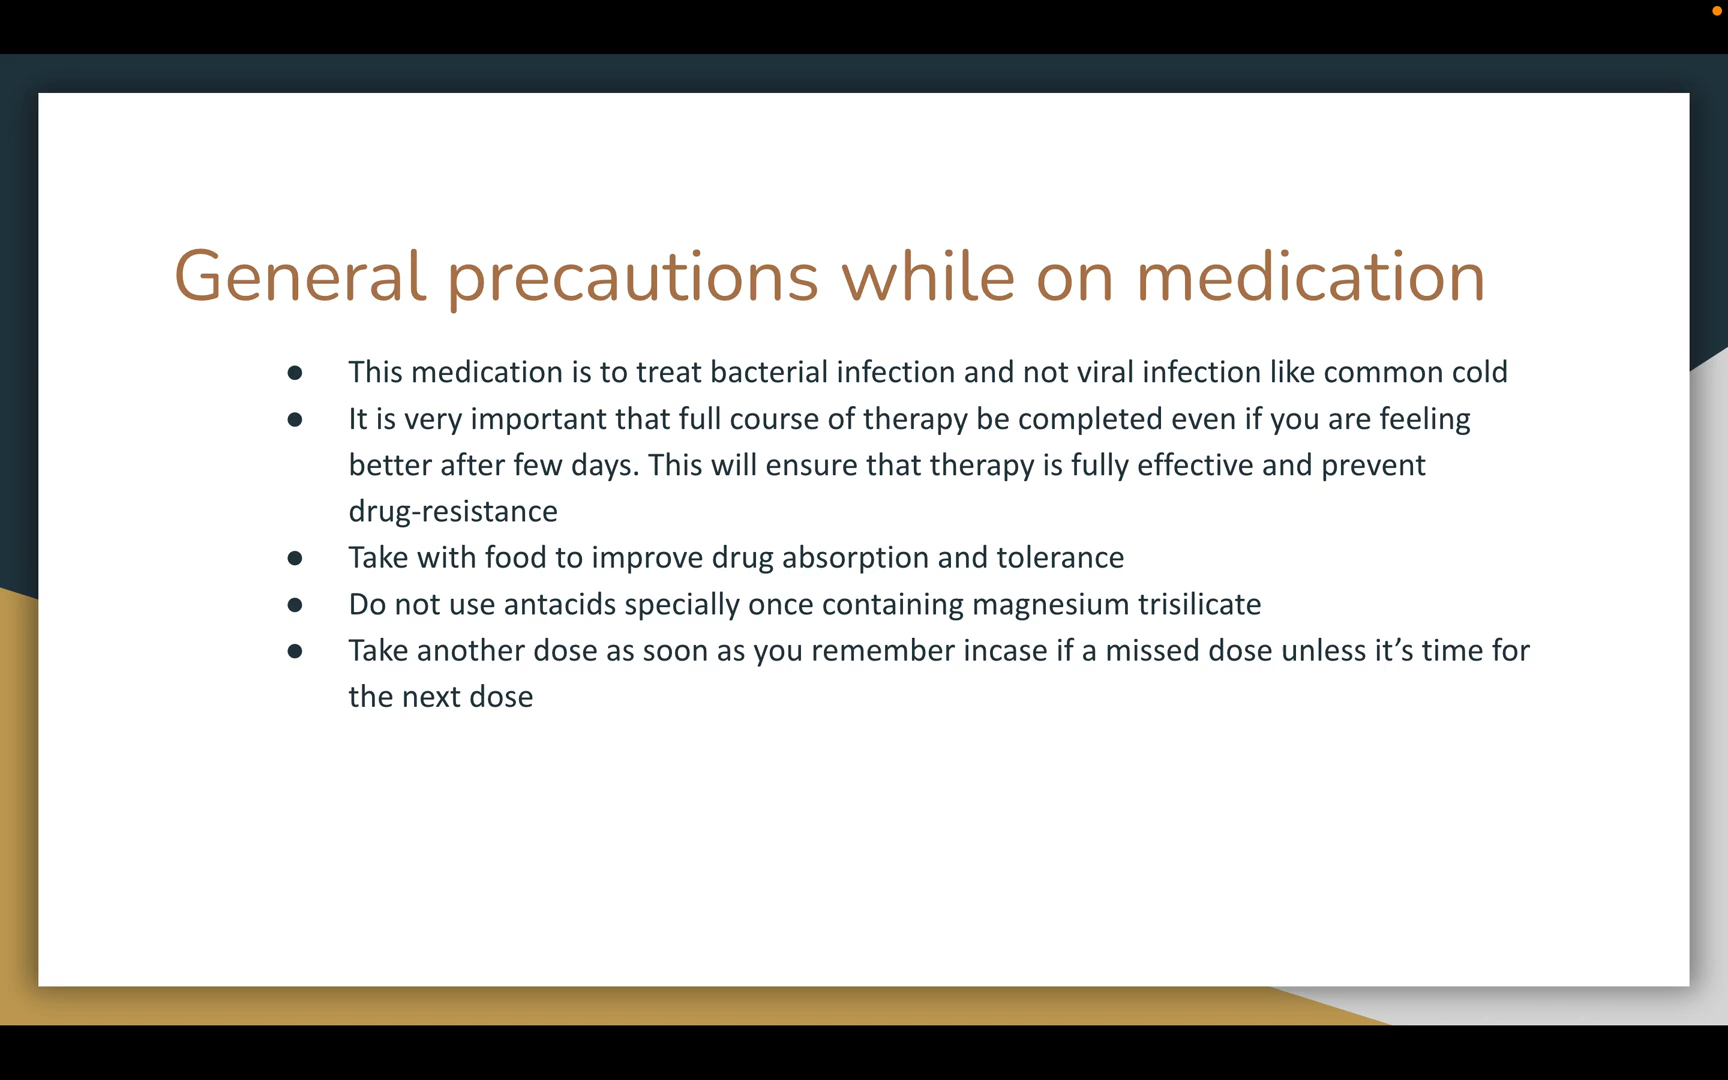 General precautions while on medication
● This medication is to treat bacterial infection and not viral infection like common cold
● It is very important that full course of therapy be completed even if you are feeling
better after few days. This will ensure that therapy is fully effective and prevent
drug-resistance
● Take with food to improve drug absorption and tolerance
● Do not use antacids specially once containing magnesium trisilicate
● Take another dose as soon as you remember incase if a missed dose unless it’s time for
the next dose